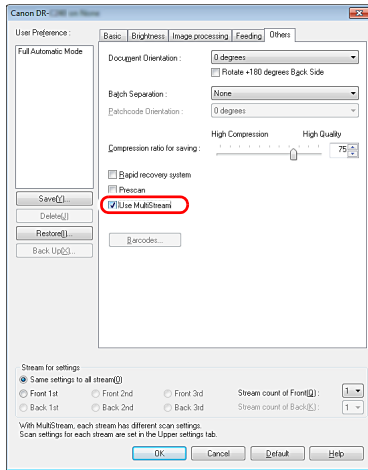 Canon DR- on None
User Preference :
Full Automatic Mode
Save(Y)...
Delete(J)
Restore(I)...
Back Up(X)...
Basic Brightness Image processing Feeding Others
Document Orientation : 0 degrees
Rotate +180 degrees Back Side
Batch Separation : None
Patchcode Orientation : 0 degrees
High Compression High Quality
Compression ratio for saving : 75
Rapid recovery system
Prescan
Use MultiStream
Barcodes...
Stream for settings
Same settings to all stream(O)
Front 1st Front 2nd Front 3rd Stream count of Front(Q) : 1
Back 1st Back 2nd Back 3rd Stream count of Back(K) : 1
With MultiStream, each stream has different scan settings.
Scan settings for each stream are set in the Upper settings tab.
OK Cancel Default Help